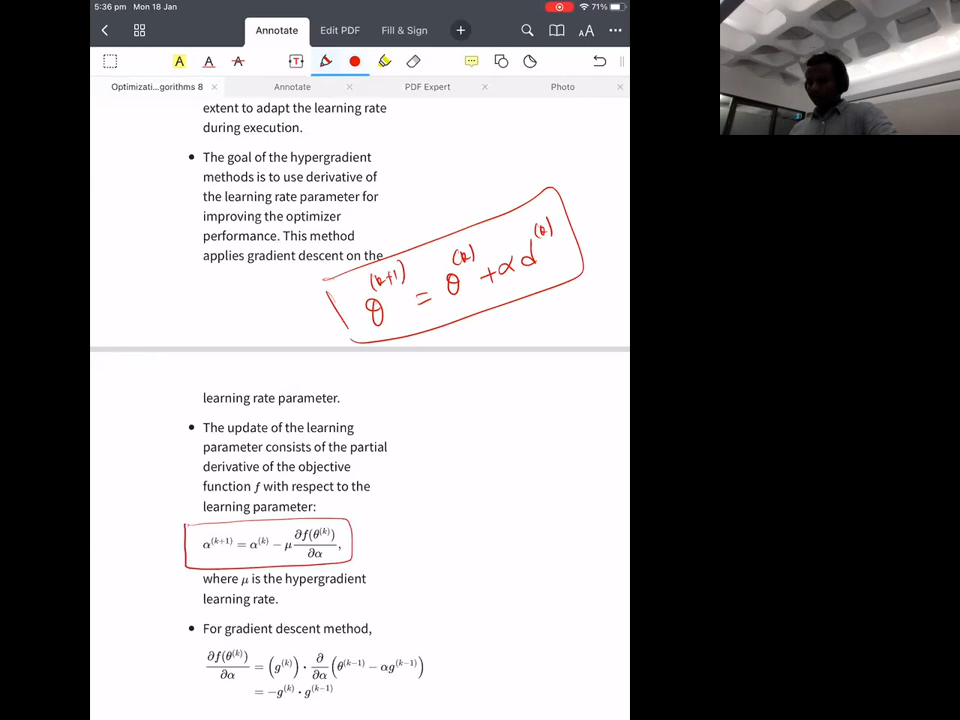 5:36 pm Mon 18 Jan
71%
Annotate
Edit PDF
Fill & Sign
AA
T
A A A
Optimizati...gorithms 8
Annotate
PDF Expert
Photo
extent to adapt the learning rate
during execution.
• The goal of the hypergradient
methods is to use derivative of
the learning rate parameter for
improving the optimizer
performance. This method
applies gradient descent on the
θ^(k+1) = θ^(k) + α d^(k)
learning rate parameter.
• The update of the learning
parameter consists of the partial
derivative of the objective
function f with respect to the
learning parameter:
α^(k+1) = α^(k) − μ ∂f(θ^(k))/∂α,
where μ is the hypergradient
learning rate.
• For gradient descent method,
∂f(θ^(k))/∂α = (g^(k)) · ∂/∂α (θ^(k−1) − αg^(k−1))
= −g^(k) · g^(k−1)